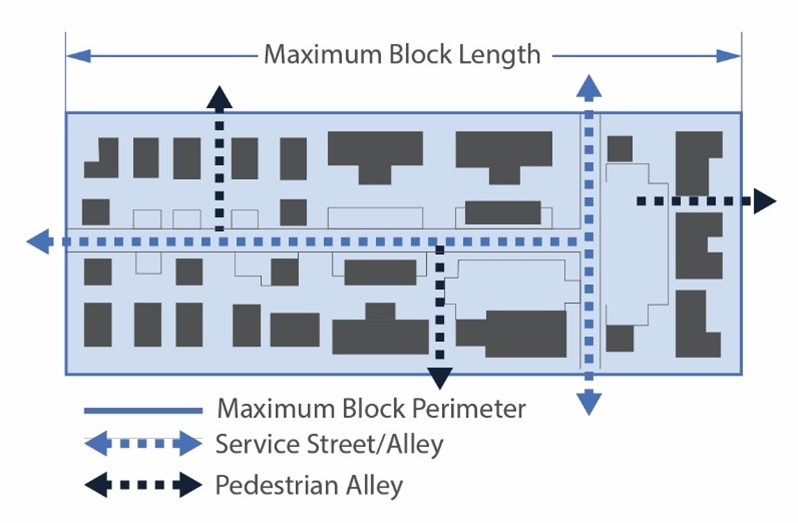 Maximum Block Length
Maximum Block Perimeter
Service Street/Alley
Pedestrian Alley